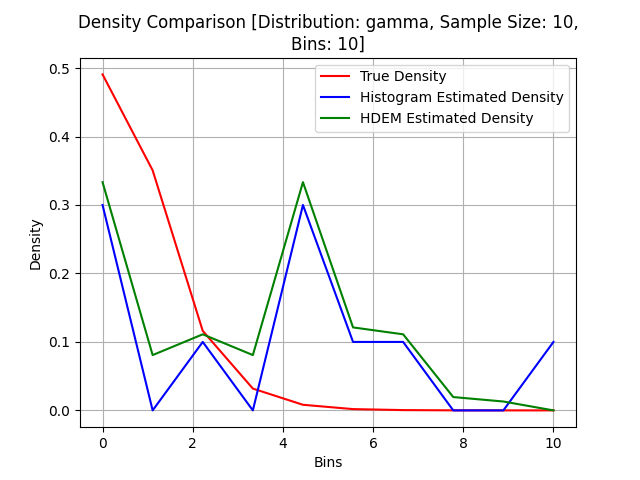 Density Comparison [Distribution: gamma, Sample Size: 10,
Bins: 10]
True Density
Histogram Estimated Density
HDEM Estimated Density
Density
0.5
0.4
0.3
0.2
0.1
0.0
0 2 4 6 8 10
Bins